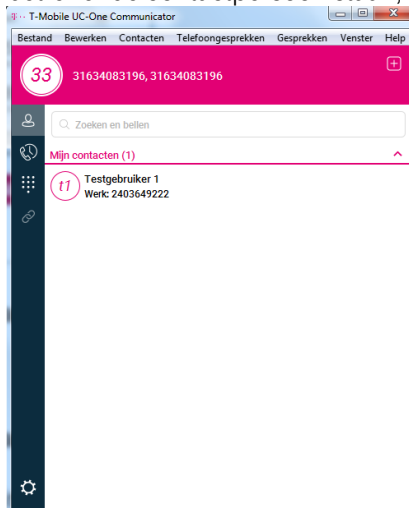 T-Mobile UC-One Communicator
Bestand Bewerken Contacten Telefoongesprekken Gesprekken Venster Help
33 31634083196, 31634083196
Zoeken en bellen
Mijn contacten (1)
t1 Testgebruiker 1
Werk: 2403649222